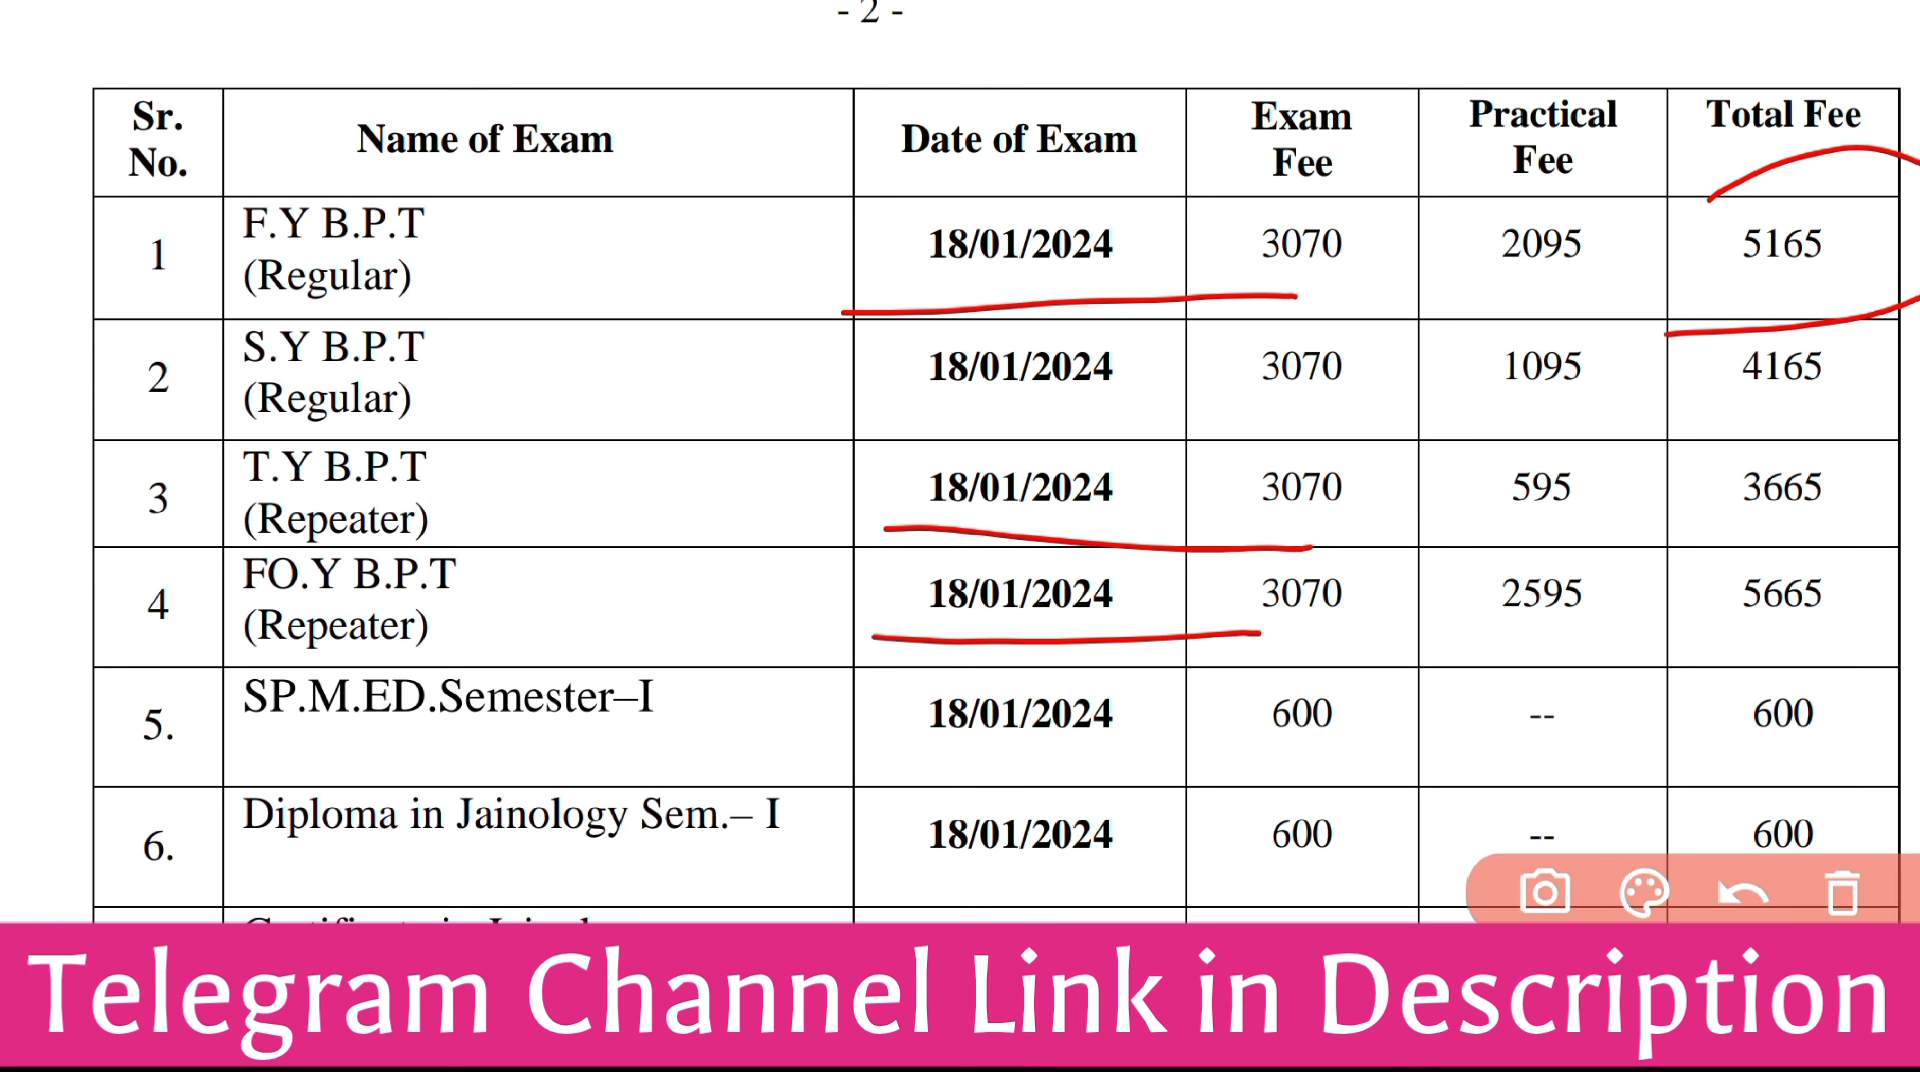 - 2 -
Sr. No. Name of Exam Date of Exam Exam Fee Practical Fee Total Fee
1 F.Y B.P.T (Regular) 18/01/2024 3070 2095 5165
2 S.Y B.P.T (Regular) 18/01/2024 3070 1095 4165
3 T.Y B.P.T (Repeater) 18/01/2024 3070 595 3665
4 FO.Y B.P.T (Repeater) 18/01/2024 3070 2595 5665
5. SP.M.ED.Semester–I 18/01/2024 600 -- 600
6. Diploma in Jainology Sem.– I 18/01/2024 600 -- 600
Telegram Channel Link in Description